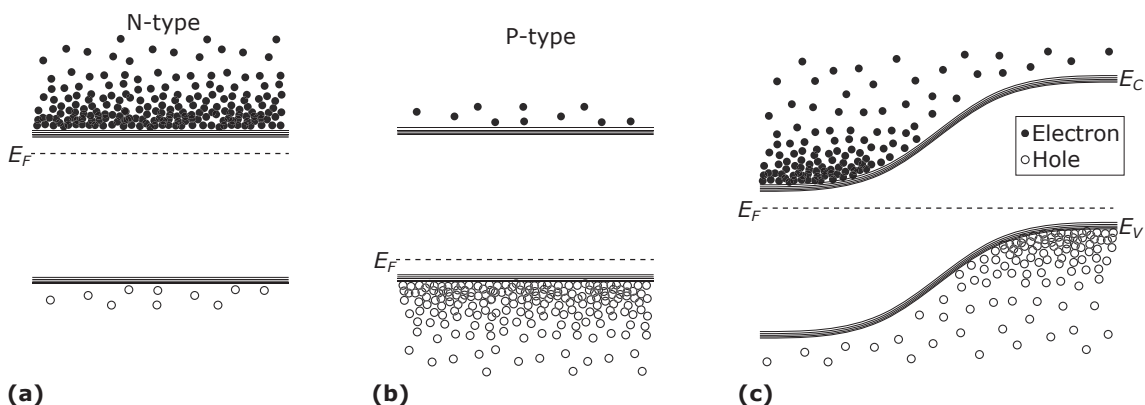 N-type
E_F
(a)
P-type
E_F
(b)
E_C
Electron
Hole
E_F
E_V
(c)